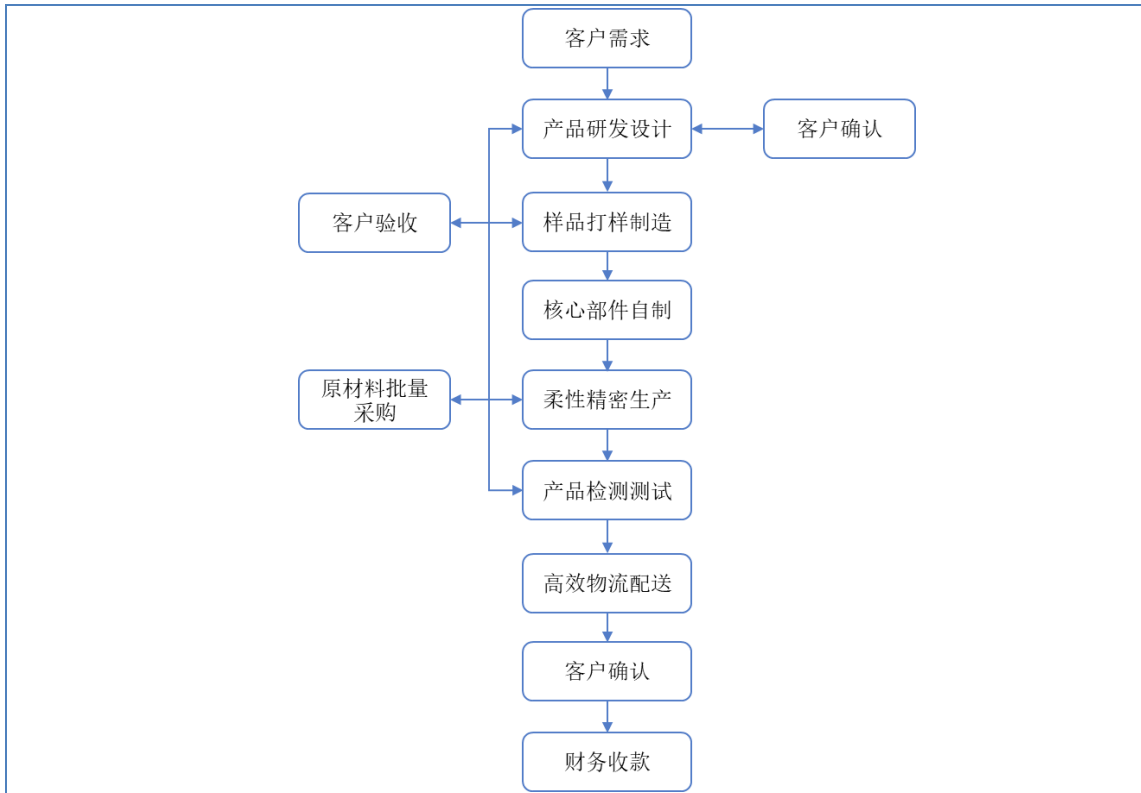 客户需求
产品研发设计
客户确认
客户验收
样品打样制造
核心部件自制
原材料批量
采购
柔性精密生产
产品检测测试
高效物流配送
客户确认
财务收款